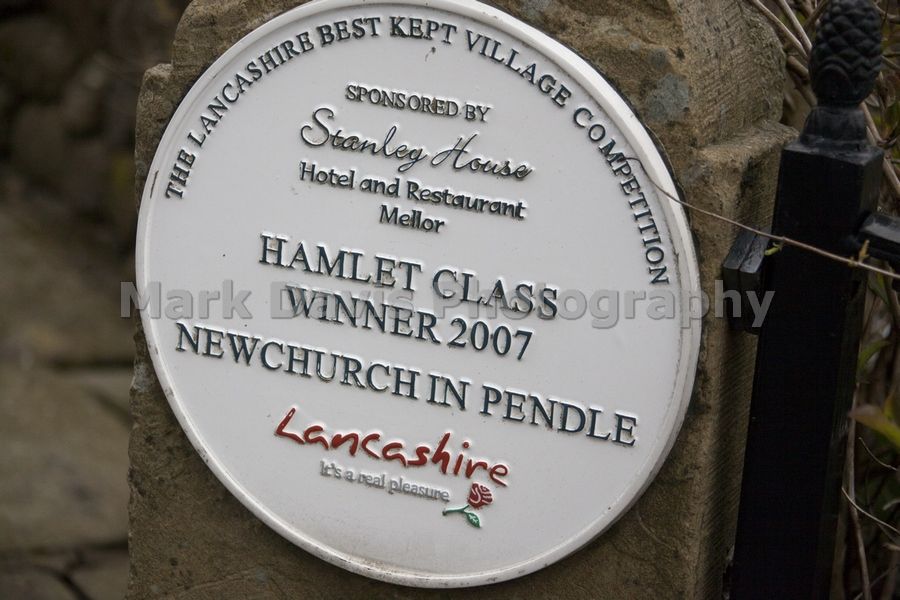 THE LANCASHIRE BEST KEPT VILLAGE COMPETITION
SPONSORED BY
Stanley House
Hotel and Restaurant
Mellor
HAMLET CLASS
WINNER 2007
NEWCHURCH IN PENDLE
Lancashire
It's a real pleasure
Mark Davis Photography